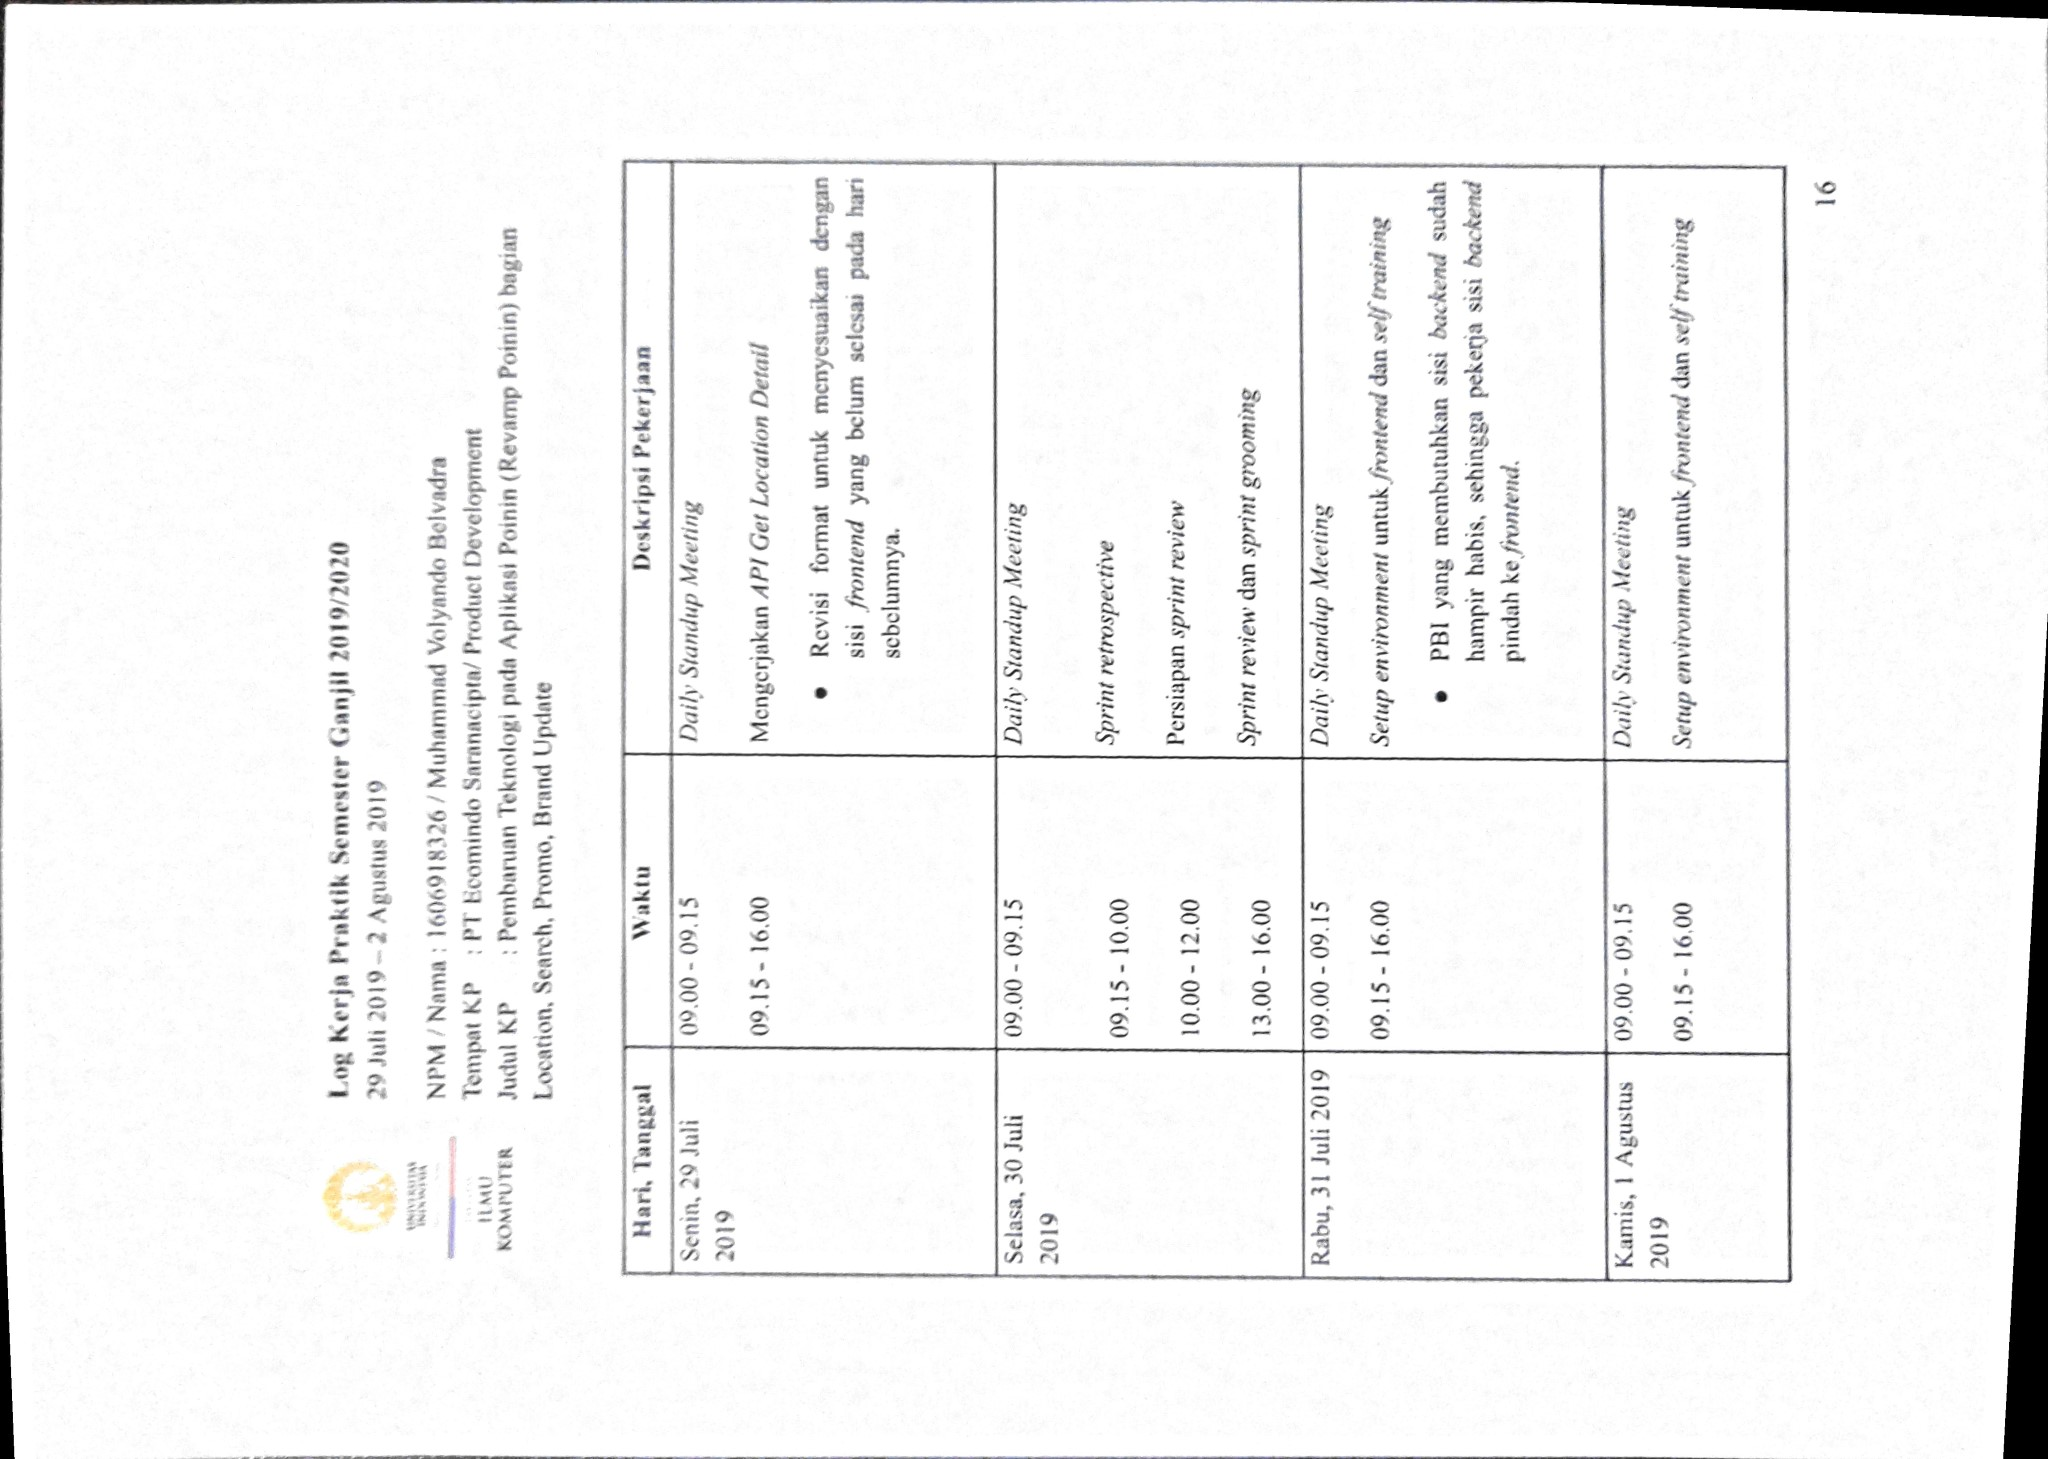 UNIVERSITAS
INDONESIA
ILMU
KOMPUTER
Log Kerja Praktik Semester Ganjil 2019/2020
29 Juli 2019 – 2 Agustus 2019
NPM / Nama : 1606918326 / Muhammad Volyando Belvadra
Tempat KP : PT Ecomindo Saranacipta/ Product Development
Judul KP : Pembaruan Teknologi pada Aplikasi Poinin (Revamp Poinin) bagian
Location, Search, Promo, Brand Update
Hari, Tanggal Waktu Deskripsi Pekerjaan
Senin, 29 Juli 09.00 - 09.15 Daily Standup Meeting
2019
09.15 - 16.00 Mengerjakan API Get Location Detail
● Revisi format untuk menyesuaikan dengan
sisi frontend yang belum selesai pada hari
sebelumnya.
Selasa, 30 Juli 09.00 - 09.15 Daily Standup Meeting
2019
09.15 - 10.00 Sprint retrospective
10.00 - 12.00 Persiapan sprint review
13.00 - 16.00 Sprint review dan sprint grooming
Rabu, 31 Juli 2019 09.00 - 09.15 Daily Standup Meeting
09.15 - 16.00 Setup environment untuk frontend dan self training
● PBI yang membutuhkan sisi backend sudah
hampir habis, sehingga pekerja sisi backend
pindah ke frontend.
Kamis, 1 Agustus 09.00 - 09.15 Daily Standup Meeting
2019
09.15 - 16.00 Setup environment untuk frontend dan self training
16